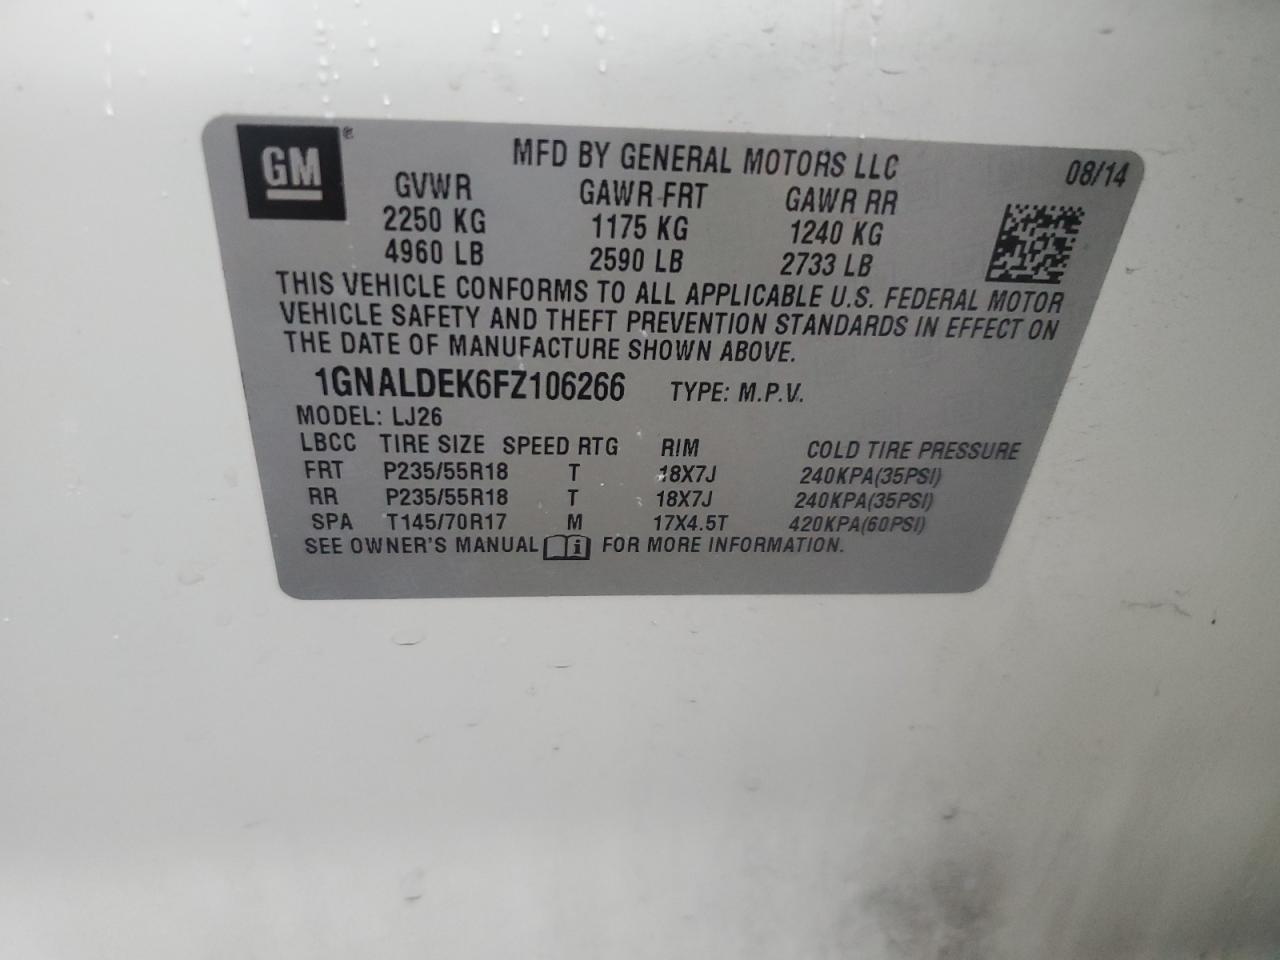 GM ®
MFD BY GENERAL MOTORS LLC 08/14
GVWR GAWR FRT GAWR RR
2250 KG 1175 KG 1240 KG
4960 LB 2590 LB 2733 LB
THIS VEHICLE CONFORMS TO ALL APPLICABLE U.S. FEDERAL MOTOR
VEHICLE SAFETY AND THEFT PREVENTION STANDARDS IN EFFECT ON
THE DATE OF MANUFACTURE SHOWN ABOVE.
1GNALDEK6FZ106266 TYPE: M.P.V.
MODEL: LJ26
LBCC TIRE SIZE SPEED RTG RIM COLD TIRE PRESSURE
FRT P235/55R18 T 18X7J 240KPA(35PSI)
RR P235/55R18 T 18X7J 240KPA(35PSI)
SPA T145/70R17 M 17X4.5T 420KPA(60PSI)
SEE OWNER'S MANUAL i FOR MORE INFORMATION.